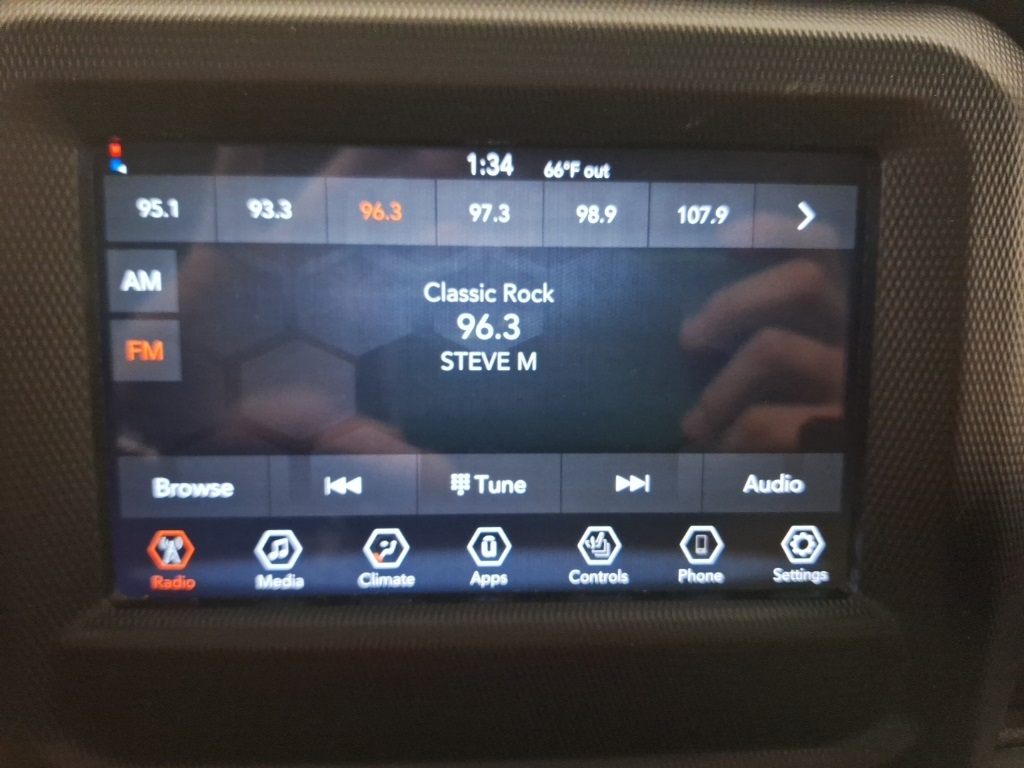 1:34 66°F out
95.1 93.3 96.3 97.3 98.9 107.9
AM
Classic Rock
96.3
FM
STEVE M
Browse Tune Audio
Radio Media Climate Apps Controls Phone Settings